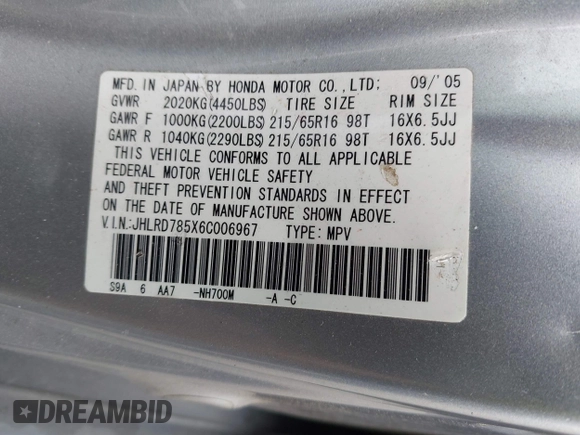 MFD. IN JAPAN BY HONDA MOTOR CO.,LTD: 09/'05
GVWR 2020KG(4450LBS) TIRE SIZE RIM SIZE
GAWR F 1000KG(2200LBS) 215/65R16 98T 16X6.5JJ
GAWR R 1040KG(2290LBS) 215/65R16 98T 16X6.5JJ
THIS VEHICLE CONFORMS TO ALL APPLICABLE
FEDERAL MOTOR VEHICLE SAFETY
AND THEFT PREVENTION STANDARDS IN EFFECT
ON THE DATE OF MANUFACTURE SHOWN ABOVE.
V.I.N.:JHLRD785X6C006967 TYPE: MPV
S9A 6 AA7 -NH700M -A -C
DREAMBID